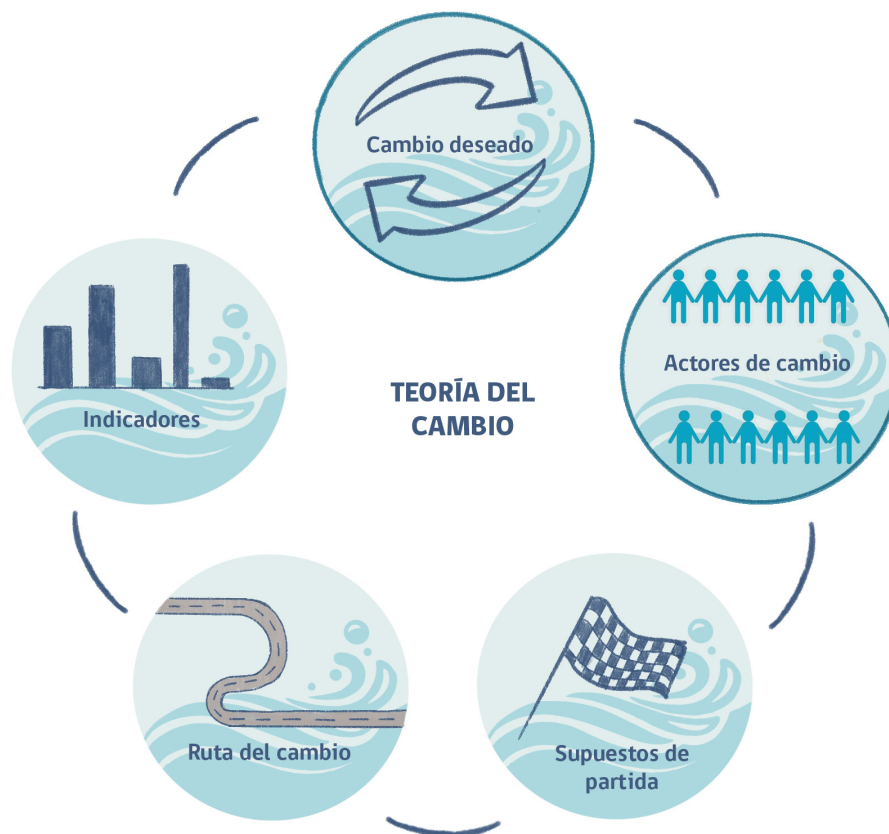 Cambio deseado
Actores de cambio
Indicadores
TEORÍA DEL
CAMBIO
Ruta del cambio
Supuestos de
partida